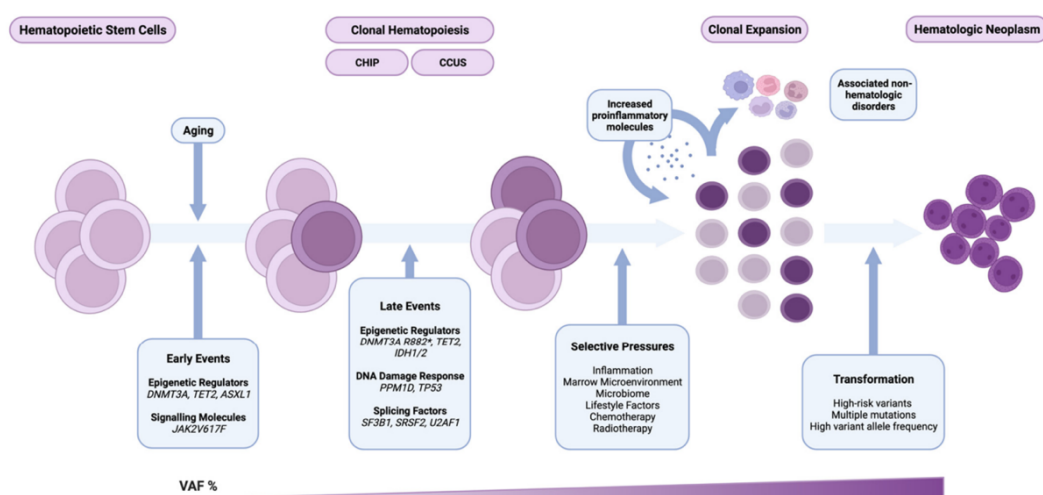 Hematopoietic Stem Cells
Clonal Hematopoiesis
CHIP
CCUS
Clonal Expansion
Hematologic Neoplasm
Aging
Increased
proinflammatory
molecules
Associated non-
hematologic
disorders
Early Events
Epigenetic Regulators
DNMT3A, TET2, ASXL1
Signalling Molecules
JAK2V617F
Late Events
Epigenetic Regulators
DNMT3A R882*, TET2,
IDH1/2
DNA Damage Response
PPM1D, TP53
Splicing Factors
SF3B1, SRSF2, U2AF1
Selective Pressures
Inflammation
Marrow Microenvironment
Microbiome
Lifestyle Factors
Chemotherapy
Radiotherapy
Transformation
High-risk variants
Multiple mutations
High variant allele frequency
VAF %